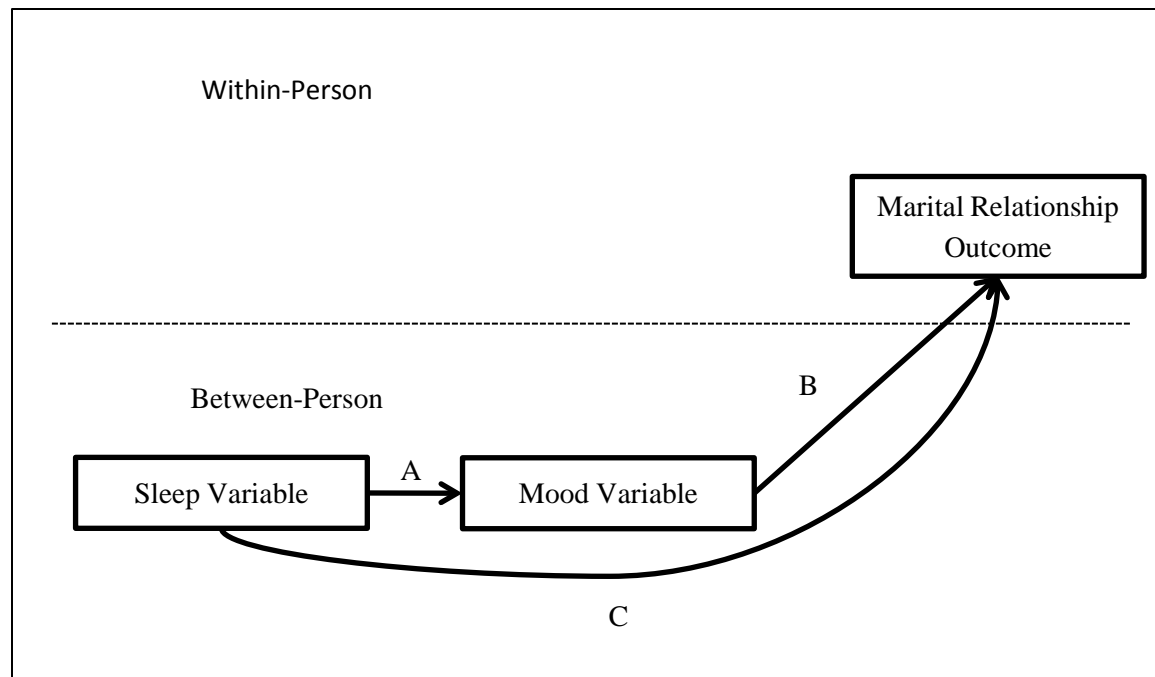 Within-Person
Marital Relationship
Outcome
B
Between-Person
A
Sleep Variable
Mood Variable
C